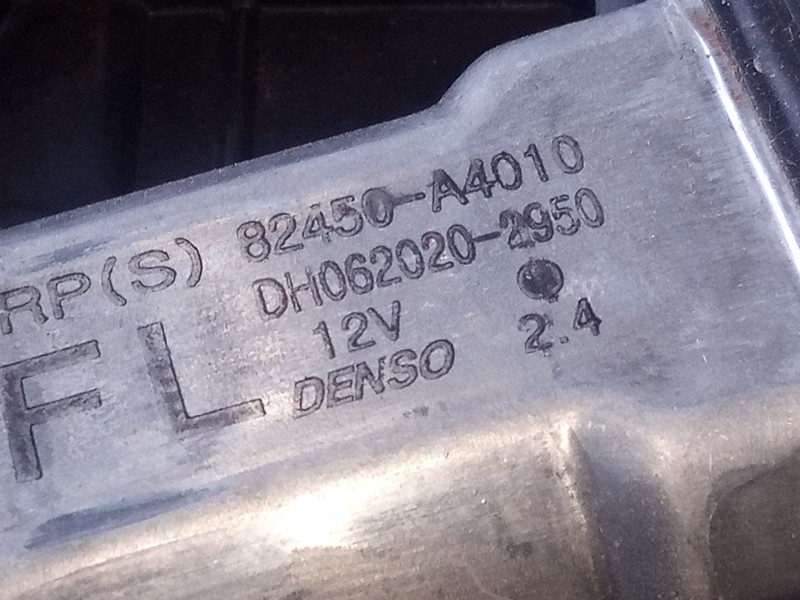 RP(S) 82450-A4010
DH062020-2950
12V
FL DENSO 2.4